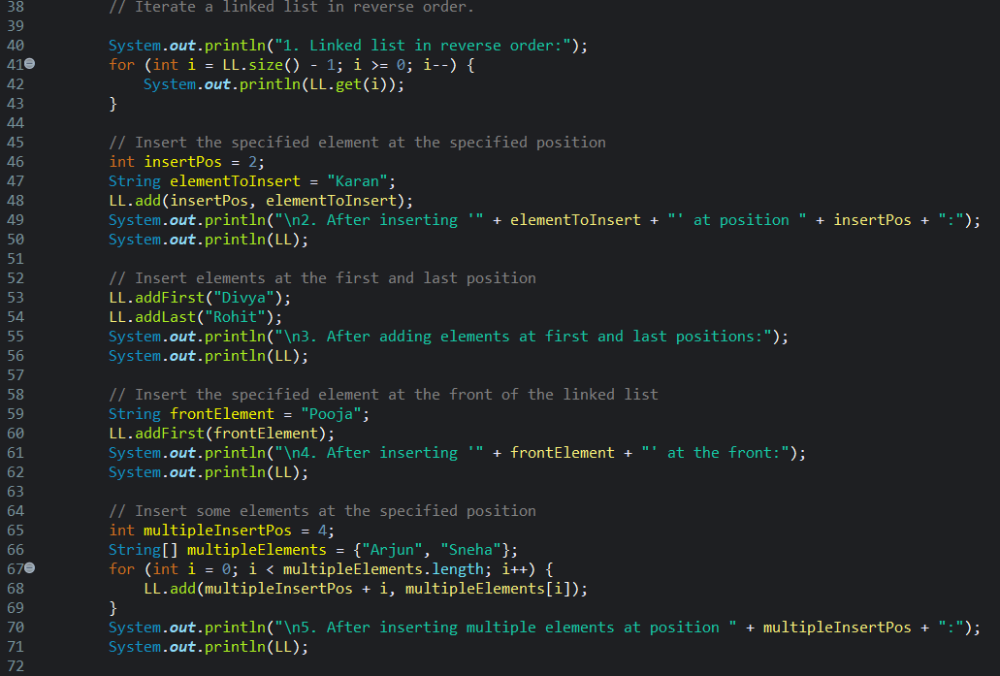 38 // Iterate a linked list in reverse order.
39
40 System.out.println("1. Linked list in reverse order:");
41 for (int i = LL.size() - 1; i >= 0; i--) {
42 System.out.println(LL.get(i));
43 }
44
45 // Insert the specified element at the specified position
46 int insertPos = 2;
47 String elementToInsert = "Karan";
48 LL.add(insertPos, elementToInsert);
49 System.out.println("\n2. After inserting '" + elementToInsert + "' at position " + insertPos + ":");
50 System.out.println(LL);
51
52 // Insert elements at the first and last position
53 LL.addFirst("Divya");
54 LL.addLast("Rohit");
55 System.out.println("\n3. After adding elements at first and last positions:");
56 System.out.println(LL);
57
58 // Insert the specified element at the front of the linked list
59 String frontElement = "Pooja";
60 LL.addFirst(frontElement);
61 System.out.println("\n4. After inserting '" + frontElement + "' at the front:");
62 System.out.println(LL);
63
64 // Insert some elements at the specified position
65 int multipleInsertPos = 4;
66 String[] multipleElements = {"Arjun", "Sneha"};
67 for (int i = 0; i < multipleElements.length; i++) {
68 LL.add(multipleInsertPos + i, multipleElements[i]);
69 }
70 System.out.println("\n5. After inserting multiple elements at position " + multipleInsertPos + ":");
71 System.out.println(LL);
72